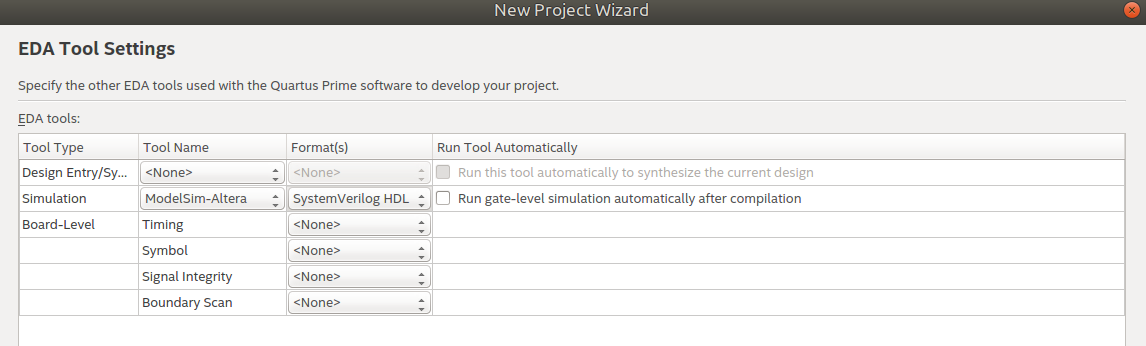 New Project Wizard
EDA Tool Settings
Specify the other EDA tools used with the Quartus Prime software to develop your project.
EDA tools:
Tool Type Tool Name Format(s) Run Tool Automatically
Design Entry/Sy... <None> <None> Run this tool automatically to synthesize the current design
Simulation ModelSim-Altera SystemVerilog HDL Run gate-level simulation automatically after compilation
Board-Level Timing <None>
Symbol <None>
Signal Integrity <None>
Boundary Scan <None>